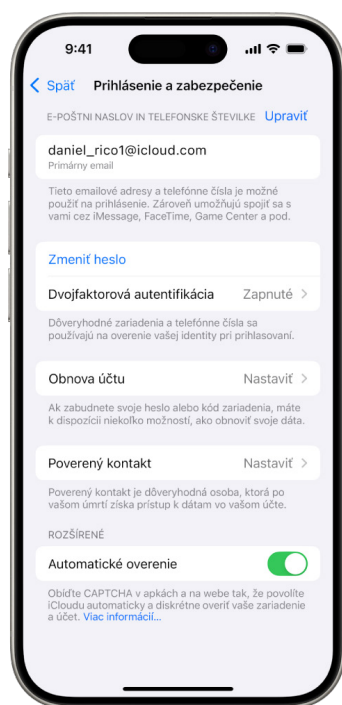 9:41
Späť Prihlásenie a zabezpečenie
E-POŠTNI NASLOV IN TELEFONSKE ŠTEVILKE Upraviť
daniel_rico1@icloud.com
Primárny email
Tieto emailové adresy a telefónne čísla je možné
použiť na prihlásenie. Zároveň umožňujú spojiť sa s
vami cez iMessage, FaceTime, Game Center a pod.
Zmeniť heslo
Dvojfaktorová autentifikácia Zapnuté
Dôveryhodné zariadenia a telefónne čísla sa
používajú na overenie vašej identity pri prihlasovaní.
Obnova účtu Nastaviť
Ak zabudnete svoje heslo alebo kód zariadenia, máte
k dispozícii niekoľko možností, ako obnoviť svoje dáta.
Poverený kontakt Nastaviť
Poverený kontakt je dôveryhodná osoba, ktorá po
vašom úmrtí získa prístup k dátam vo vašom účte.
ROZŠÍRENÉ
Automatické overenie
Obíďte CAPTCHA v apkách a na webe tak, že povolíte
iCloudu automaticky a diskrétne overiť vaše zariadenie
a účet. Viac informácií...